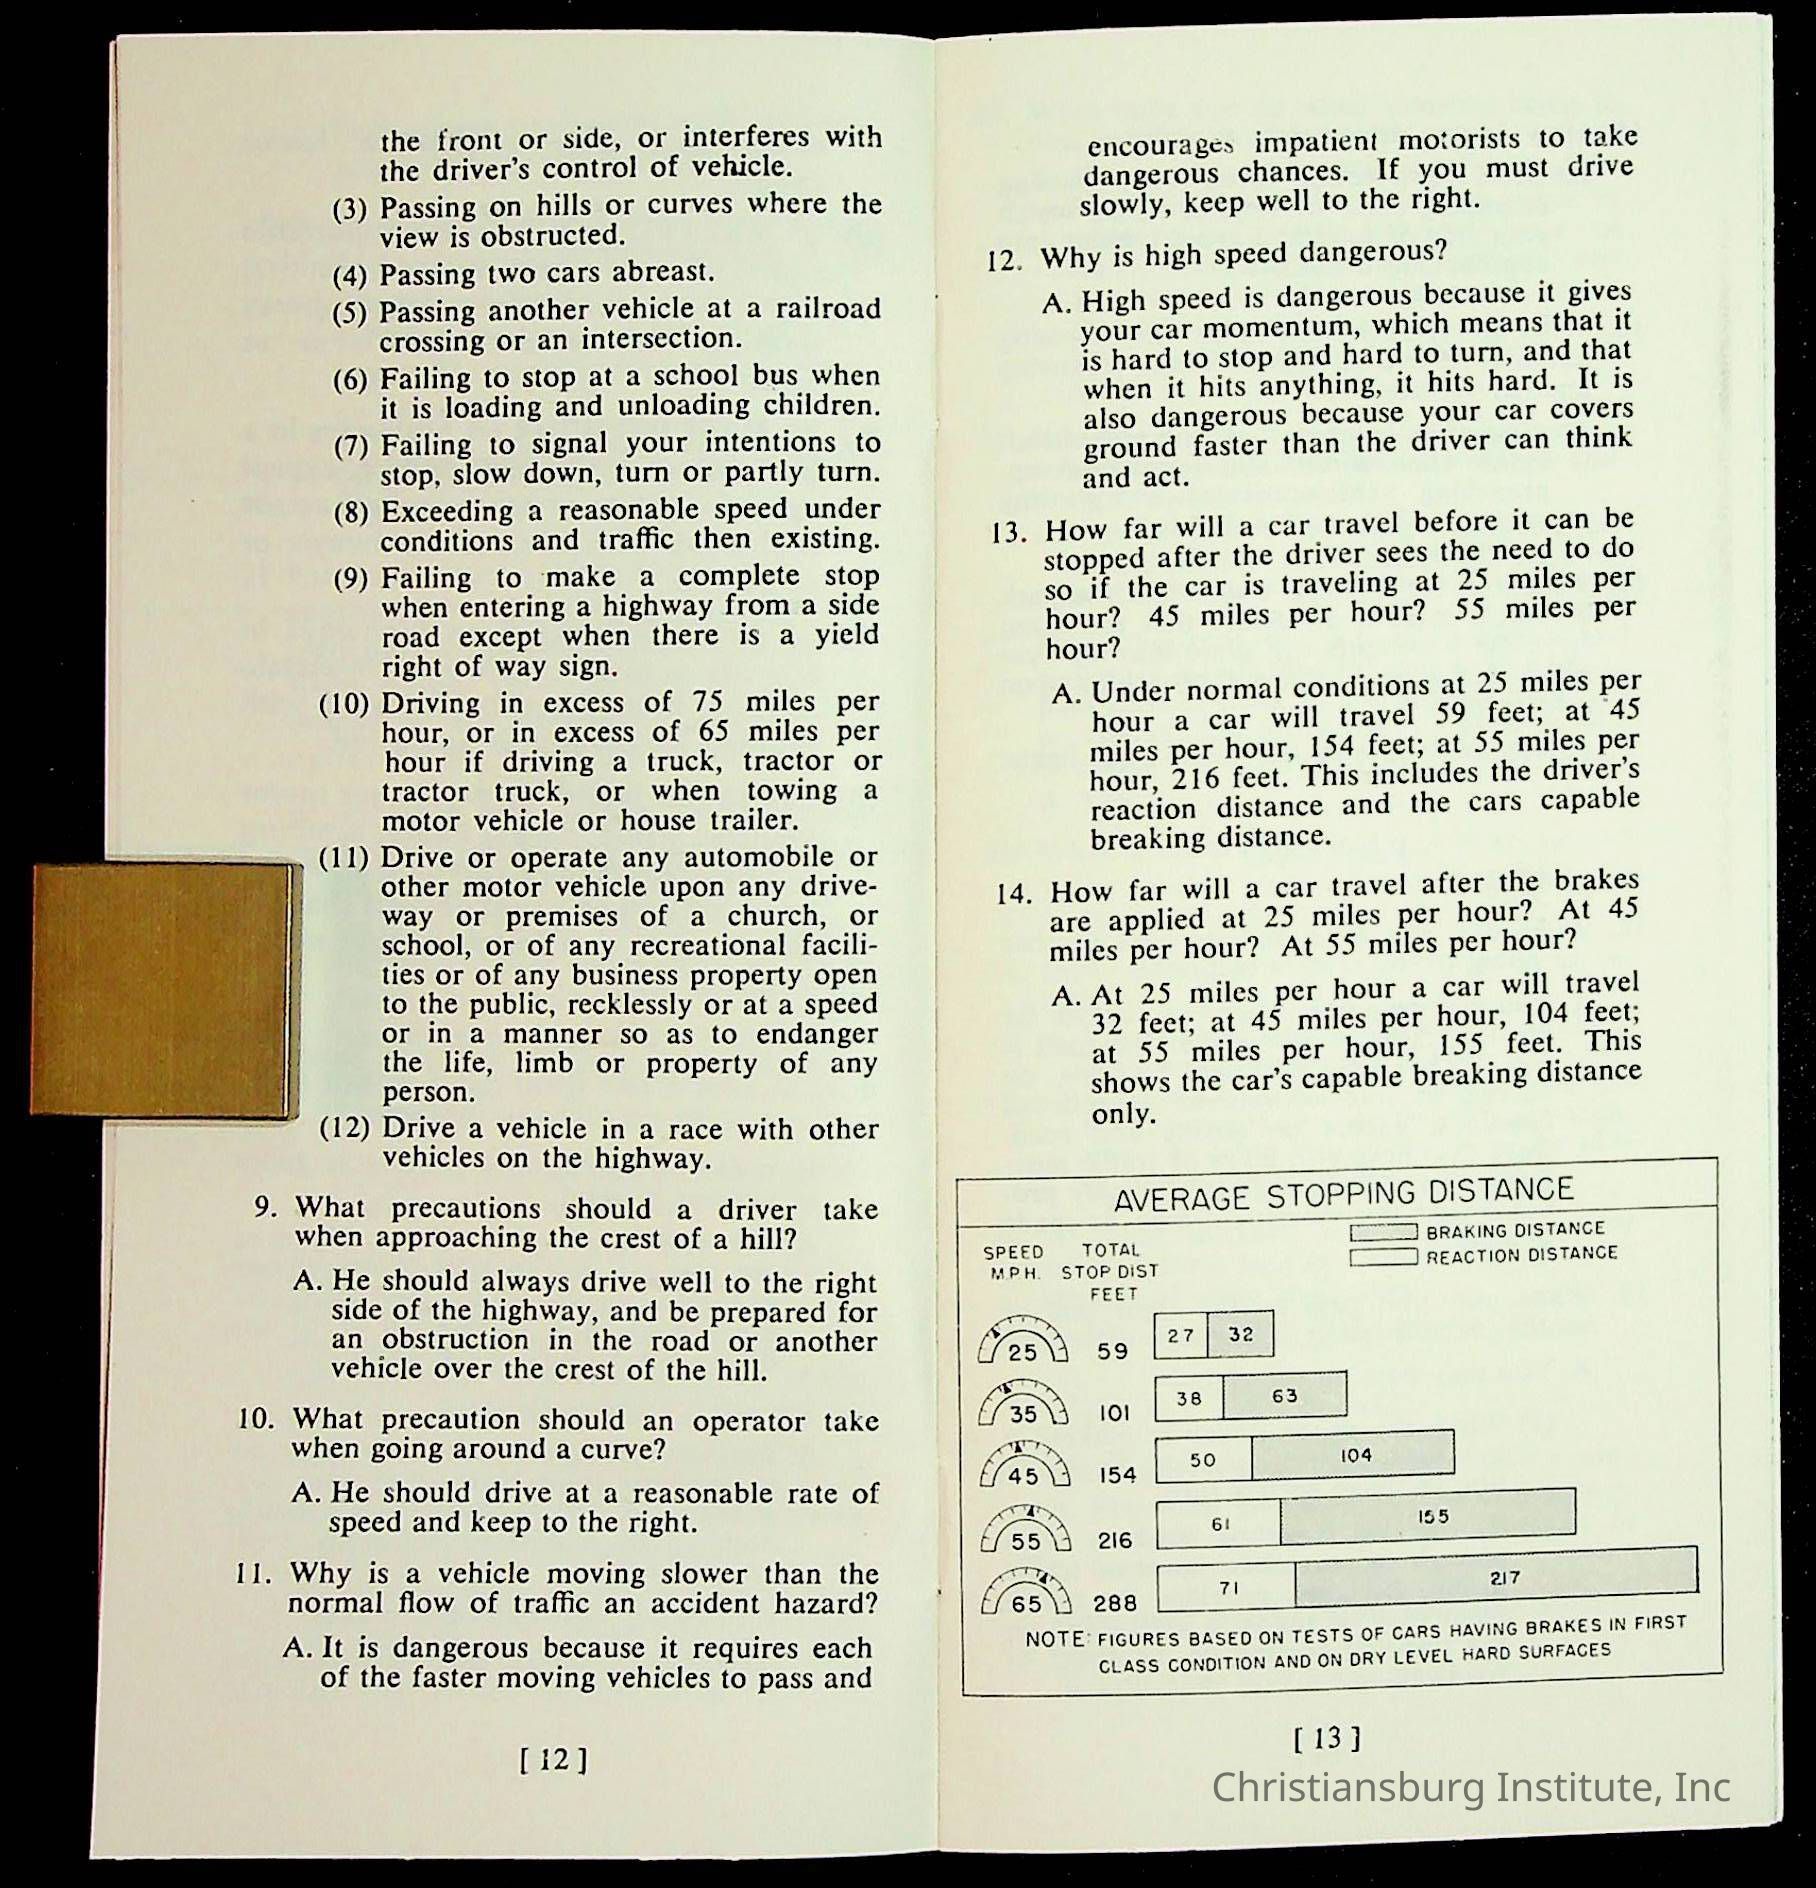 the front or side, or interferes with
the driver's control of vehicle.
(3) Passing on hills or curves where the
view is obstructed.
(4) Passing two cars abreast.
(5) Passing another vehicle at a railroad
crossing or an intersection.
(6) Failing to stop at a school bus when
it is loading and unloading children.
(7) Failing to signal your intentions to
stop, slow down, turn or partly turn.
(8) Exceeding a reasonable speed under
conditions and traffic then existing.
(9) Failing to make a complete stop
when entering a highway from a side
road except when there is a yield
right of way sign.
(10) Driving in excess of 75 miles per
hour, or in excess of 65 miles per
hour if driving a truck, tractor or
tractor truck, or when towing a
motor vehicle or house trailer.
(11) Drive or operate any automobile or
other motor vehicle upon any drive-
way or premises of a church, or
school, or of any recreational facili-
ties or of any business property open
to the public, recklessly or at a speed
or in a manner so as to endanger
the life, limb or property of any
person.
(12) Drive a vehicle in a race with other
vehicles on the highway.
9. What precautions should a driver take
when approaching the crest of a hill?
A. He should always drive well to the right
side of the highway, and be prepared for
an obstruction in the road or another
vehicle over the crest of the hill.
10. What precaution should an operator take
when going around a curve?
A. He should drive at a reasonable rate of
speed and keep to the right.
11. Why is a vehicle moving slower than the
normal flow of traffic an accident hazard?
A. It is dangerous because it requires each
of the faster moving vehicles to pass and
[ 12 ]
encourages impatient motorists to take
dangerous chances. If you must drive
slowly, keep well to the right.
12. Why is high speed dangerous?
A. High speed is dangerous because it gives
your car momentum, which means that it
is hard to stop and hard to turn, and that
when it hits anything, it hits hard. It is
also dangerous because your car covers
ground faster than the driver can think
and act.
13. How far will a car travel before it can be
stopped after the driver sees the need to do
so if the car is traveling at 25 miles per
hour? 45 miles per hour? 55 miles per
hour?
A. Under normal conditions at 25 miles per
hour a car will travel 59 feet; at 45
miles per hour, 154 feet; at 55 miles per
hour, 216 feet. This includes the driver's
reaction distance and the cars capable
breaking distance.
14. How far will a car travel after the brakes
are applied at 25 miles per hour? At 45
miles per hour? At 55 miles per hour?
A. At 25 miles per hour a car will travel
32 feet; at 45 miles per hour, 104 feet;
at 55 miles per hour, 155 feet. This
shows the car's capable breaking distance
only.
AVERAGE STOPPING DISTANCE
BRAKING DISTANCE
REACTION DISTANCE
SPEED TOTAL
M.P.H. STOP DIST
FEET
25 59 27 32
35 101 38 63
45 154 50 104
55 216 61 155
65 288 71 217
NOTE: FIGURES BASED ON TESTS OF CARS HAVING BRAKES IN FIRST
CLASS CONDITION AND ON DRY LEVEL HARD SURFACES
[ 13 ]
Christiansburg Institute, Inc